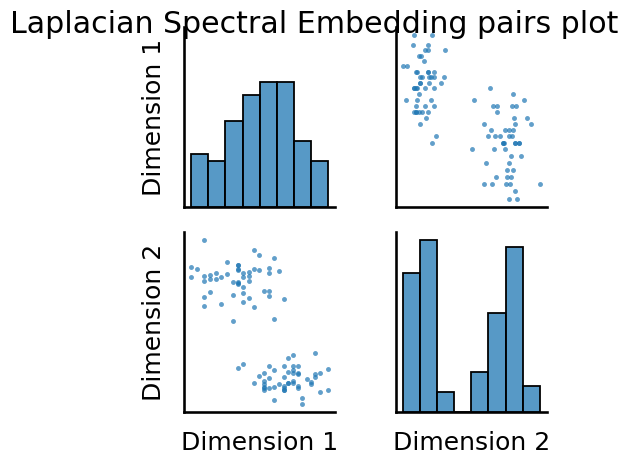 Laplacian Spectral Embedding pairs plot
Dimension 1
Dimension 2
Dimension 1
Dimension 2